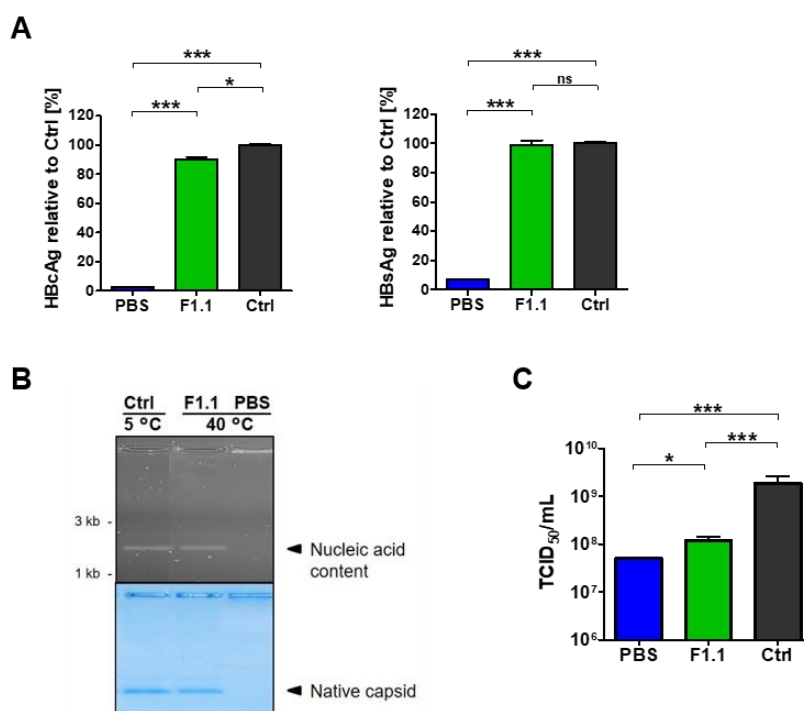 A
***
***
*
HBcAg relative to Ctrl [%]
120
100
80
60
40
20
0
PBS F1.1 Ctrl
***
***
ns
HBsAg relative to Ctrl [%]
120
100
80
60
40
20
0
PBS F1.1 Ctrl
B
Ctrl F1.1 PBS
5 °C 40 °C
3 kb -
1 kb -
Nucleic acid
content
Native capsid
C
***
***
*
TCID50/mL
10^10
10^9
10^8
10^7
10^6
PBS F1.1 Ctrl